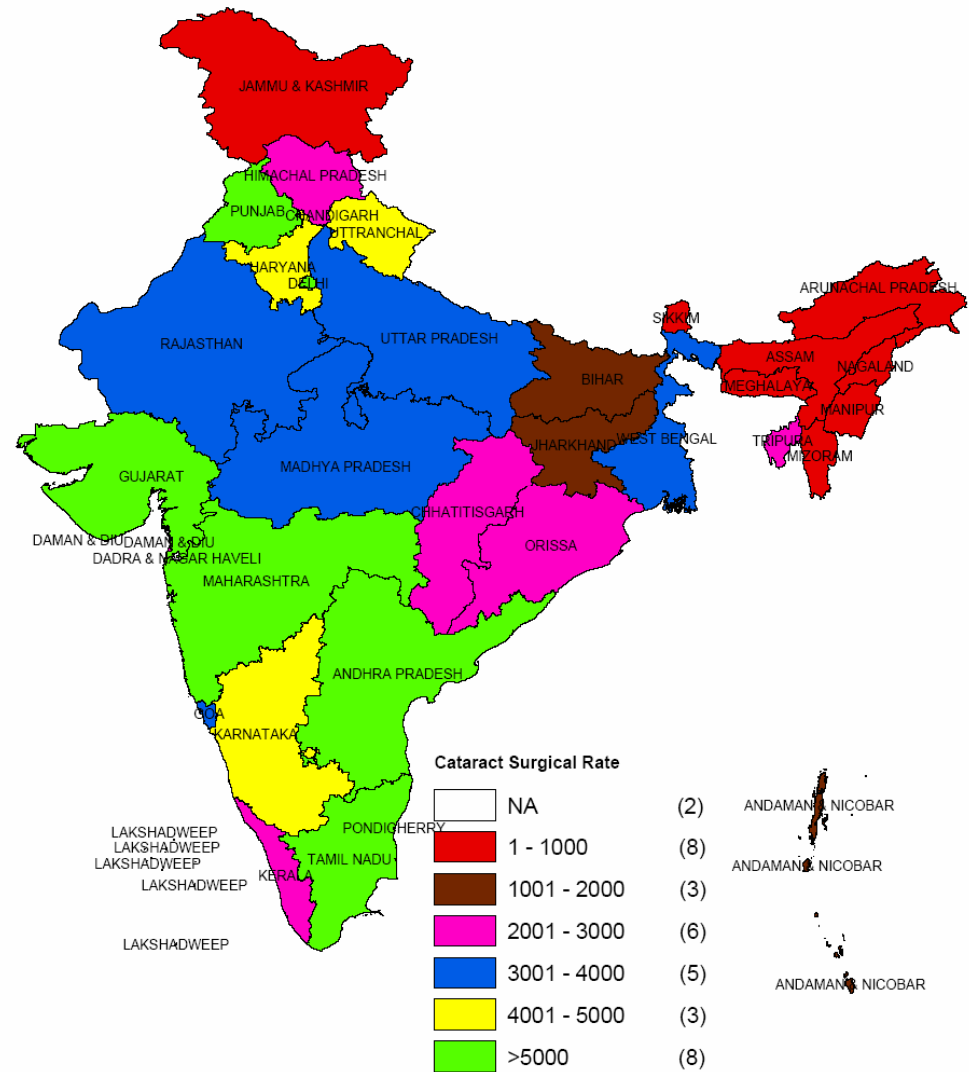 JAMMU & KASHMIR
HIMACHAL PRADESH
PUNJAB
CHANDIGARH
UTTRANCHAL
HARYANA
DELHI
ARUNACHAL PRADESH
SIKKIM
RAJASTHAN
UTTAR PRADESH
ASSAM
NAGALAND
BIHAR
MEGHALAYA
MANIPUR
JHARKHAND
WEST BENGAL
TRIPURA
MIZORAM
MADHYA PRADESH
GUJARAT
CHHATITISGARH
DAMAN & DIU
DAMAN & DIU
ORISSA
DADRA & NAGAR HAVELI
MAHARASHTRA
ANDHRA PRADESH
GOA
KARNATAKA
Cataract Surgical Rate
NA (2)
ANDAMAN & NICOBAR
PONDIGHERRY
LAKSHADWEEP
LAKSHADWEEP
1 - 1000 (8)
TAMIL NADU
LAKSHADWEEP
ANDAMAN & NICOBAR
KERALA
LAKSHADWEEP
1001 - 2000 (3)
2001 - 3000 (6)
LAKSHADWEEP
3001 - 4000 (5)
ANDAMAN & NICOBAR
4001 - 5000 (3)
>5000 (8)